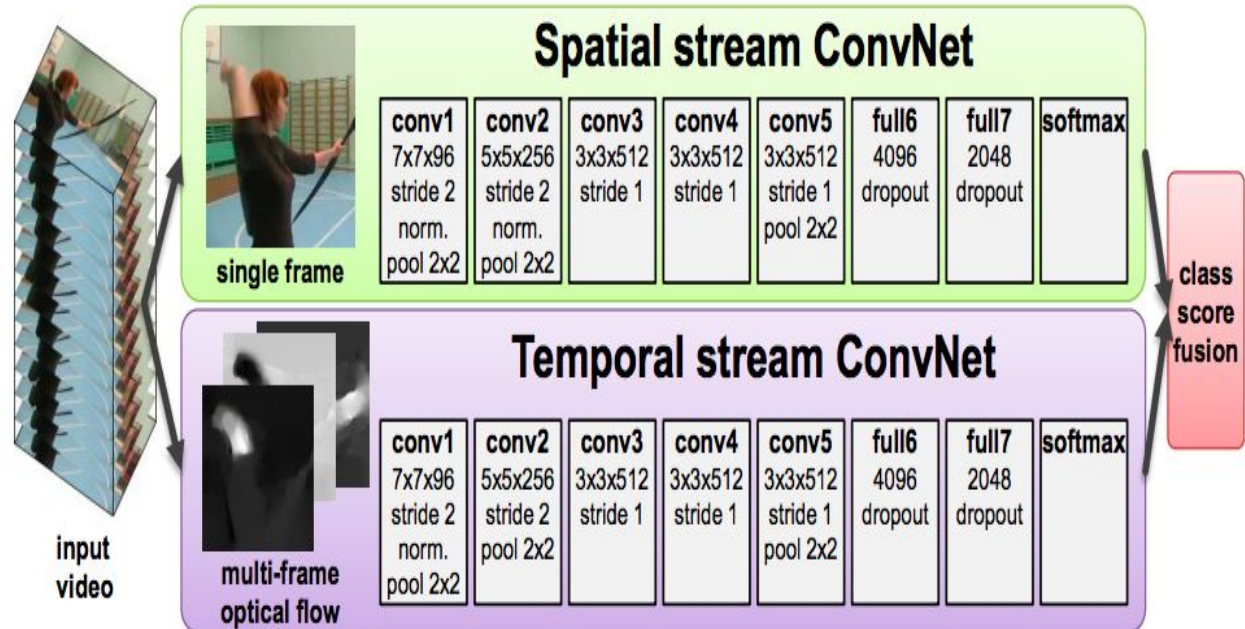 input
video
Spatial stream ConvNet
single frame
conv1
7x7x96
stride 2
norm.
pool 2x2
conv2
5x5x256
stride 2
norm.
pool 2x2
conv3
3x3x512
stride 1
conv4
3x3x512
stride 1
conv5
3x3x512
stride 1
pool 2x2
full6
4096
dropout
full7
2048
dropout
softmax
Temporal stream ConvNet
multi-frame
optical flow
conv1
7x7x96
stride 2
norm.
pool 2x2
conv2
5x5x256
stride 2
pool 2x2
conv3
3x3x512
stride 1
conv4
3x3x512
stride 1
conv5
3x3x512
stride 1
pool 2x2
full6
4096
dropout
full7
2048
dropout
softmax
class
score
fusion